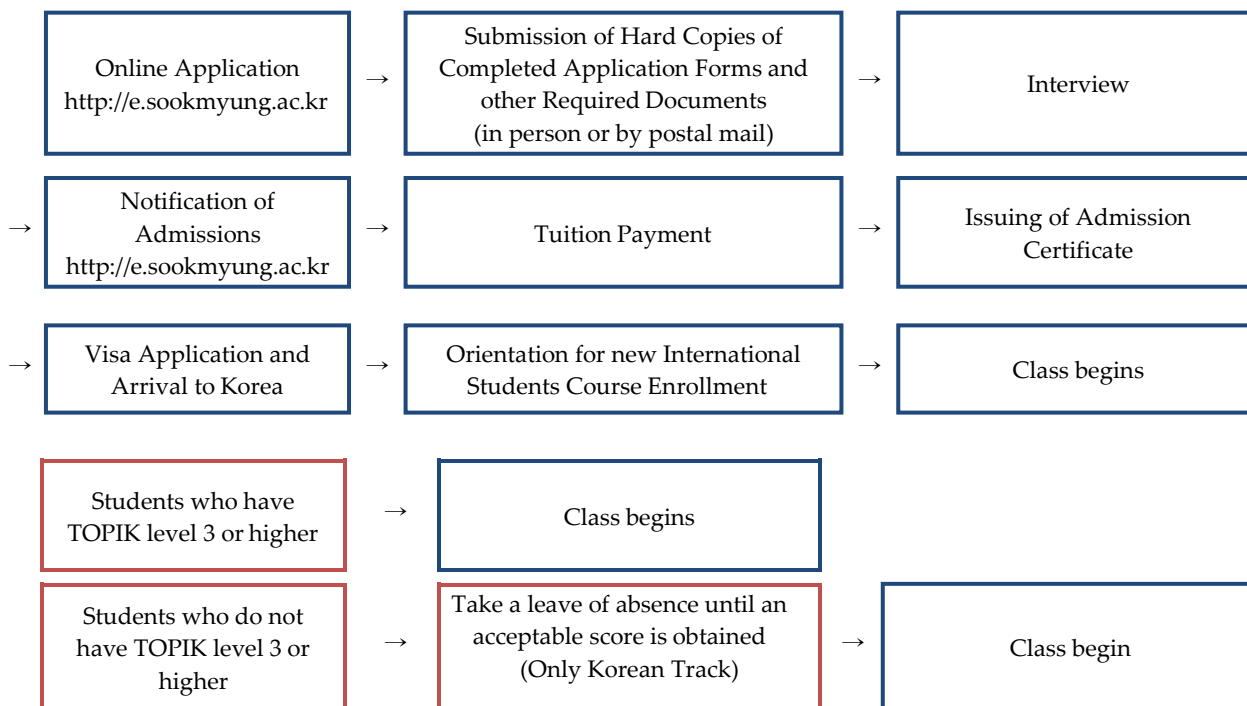 Online Application
http://e.sookmyung.ac.kr
→
Submission of Hard Copies of
Completed Application Forms and
other Required Documents
(in person or by postal mail)
→
Interview
→
Notification of
Admissions
http://e.sookmyung.ac.kr
→
Tuition Payment
→
Issuing of Admission
Certificate
→
Visa Application and
Arrival to Korea
→
Orientation for new International
Students Course Enrollment
→
Class begins
Students who have
TOPIK level 3 or higher
→
Class begins
Students who do not
have TOPIK level 3 or
higher
→
Take a leave of absence until an
acceptable score is obtained
(Only Korean Track)
→
Class begin